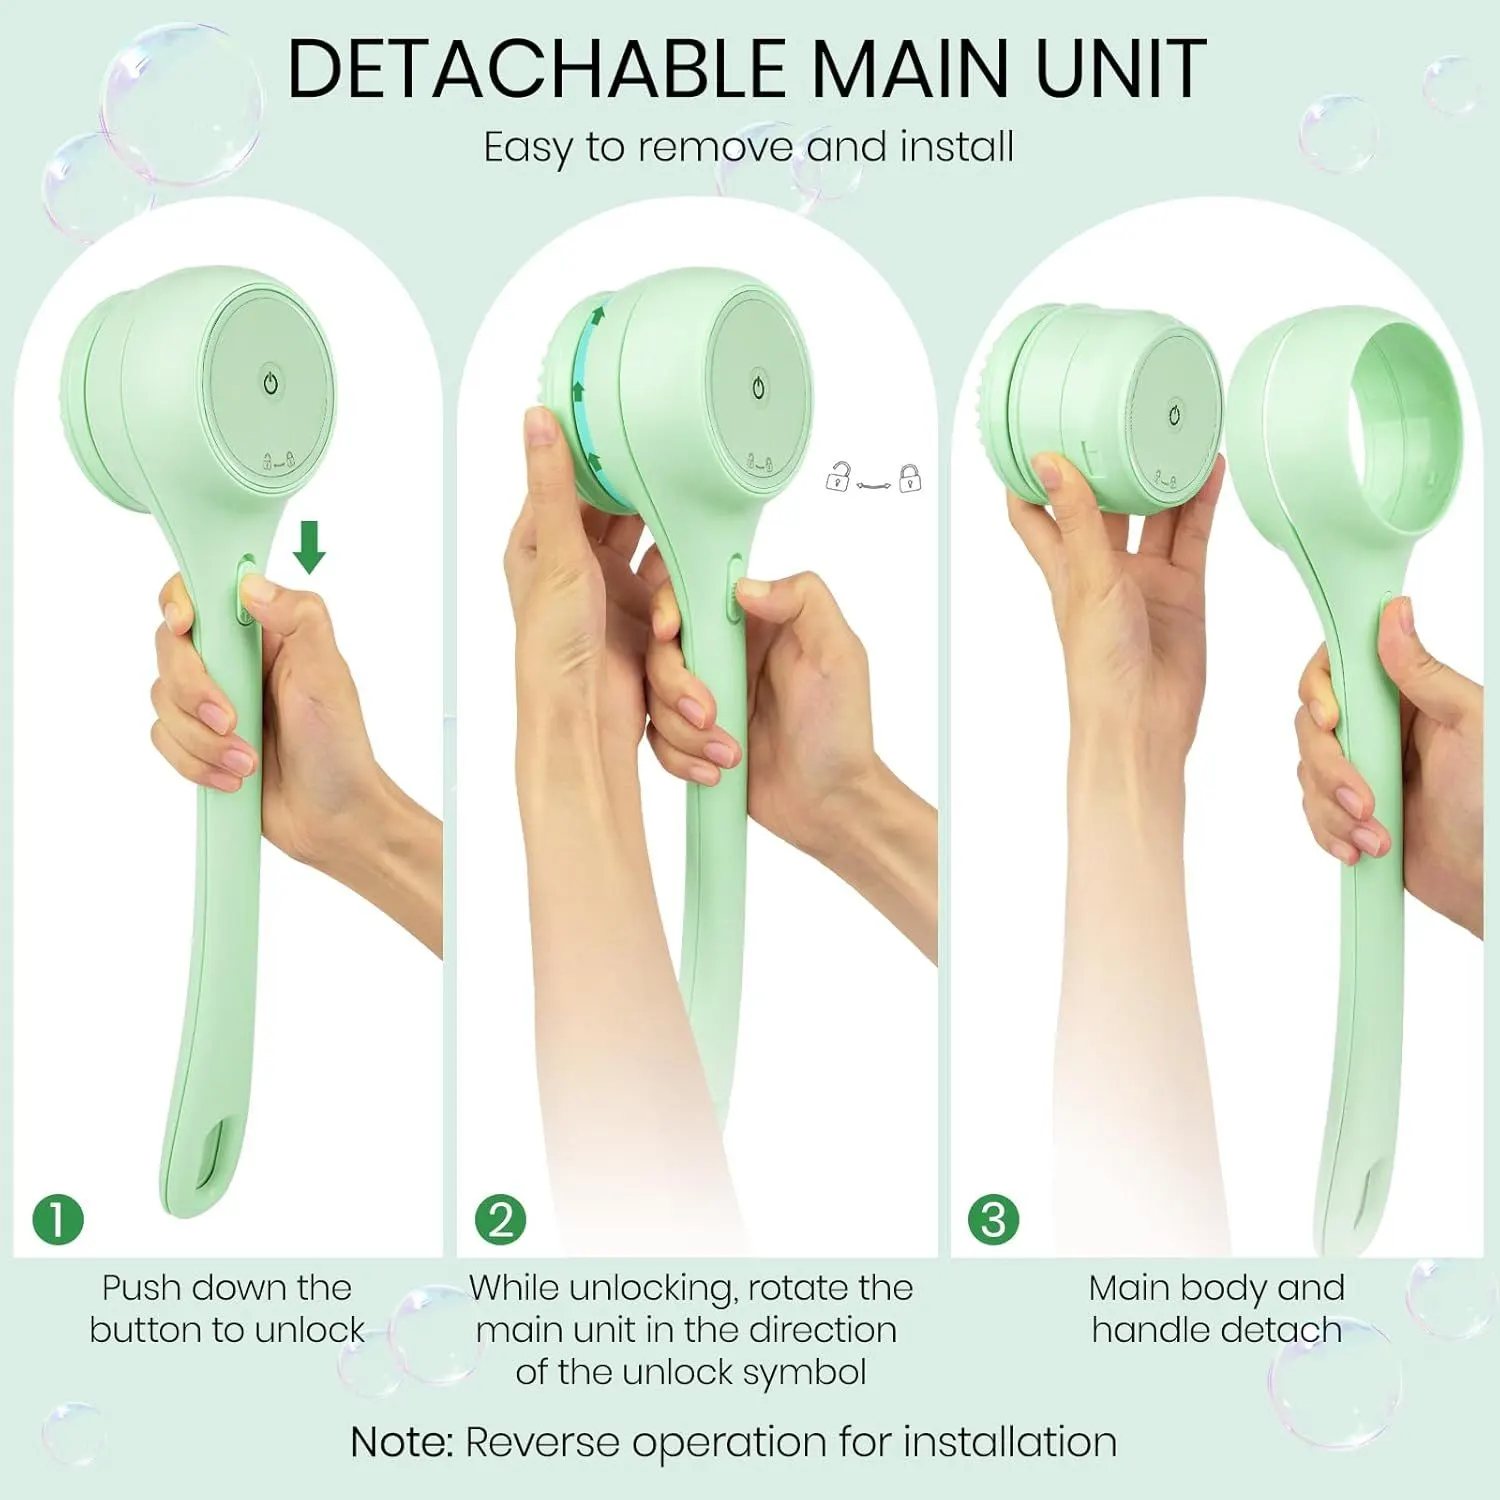 DETACHABLE MAIN UNIT
Easy to remove and install
1
2
3
Push down the
button to unlock
While unlocking, rotate the
main unit in the direction
of the unlock symbol
Main body and
handle detach
Note: Reverse operation for installation